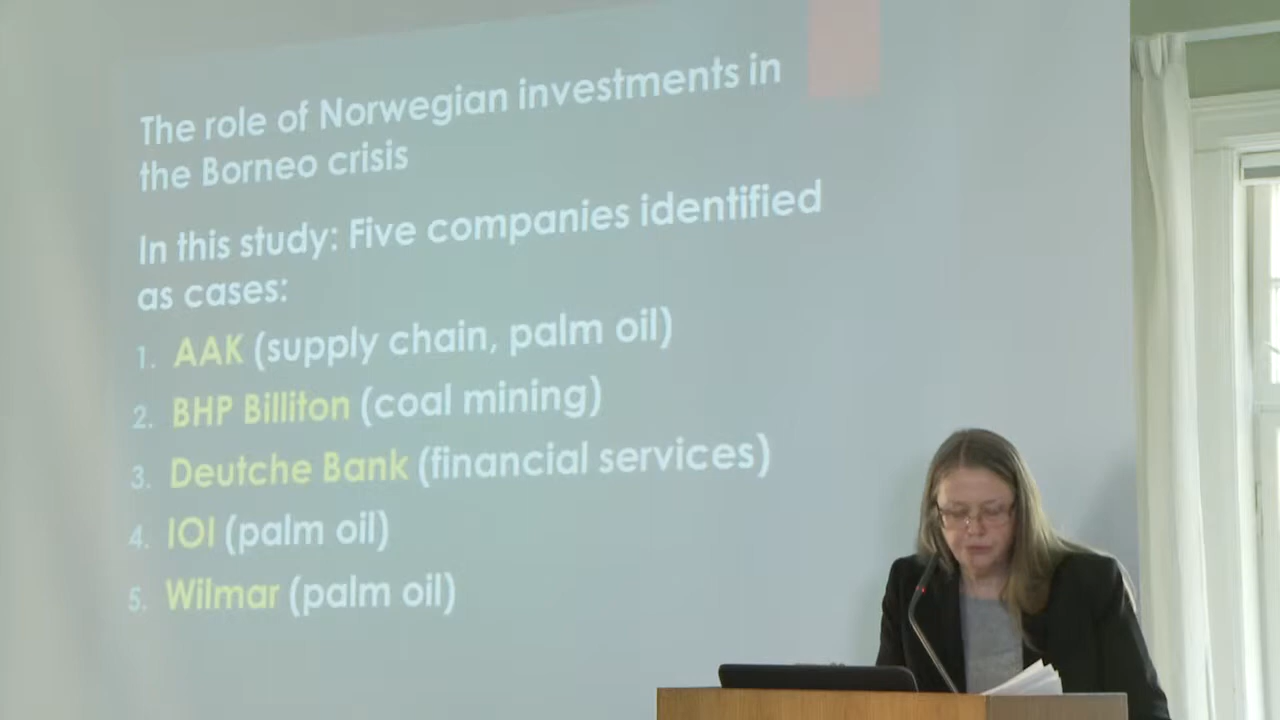 The role of Norwegian investments in
the Borneo crisis
In this study: Five companies identified
as cases:
1. AAK (supply chain, palm oil)
2. BHP Billiton (coal mining)
3. Deutche Bank (financial services)
4. IOI (palm oil)
5. Wilmar (palm oil)